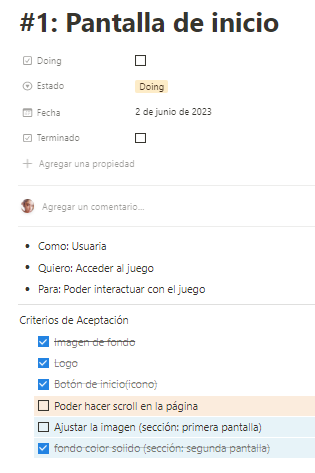 #1: Pantalla de inicio
Doing
Estado Doing
Fecha 2 de junio de 2023
Terminado
Agregar una propiedad
Agregar un comentario...
Como: Usuaria
Quiero: Acceder al juego
Para: Poder interactuar con el juego
Criterios de Aceptación
Imagen de fondo
Logo
Botón de inicio(icono)
Poder hacer scroll en la página
Ajustar la imagen (sección: primera pantalla)
fondo color solido (sección: segunda pantalla)